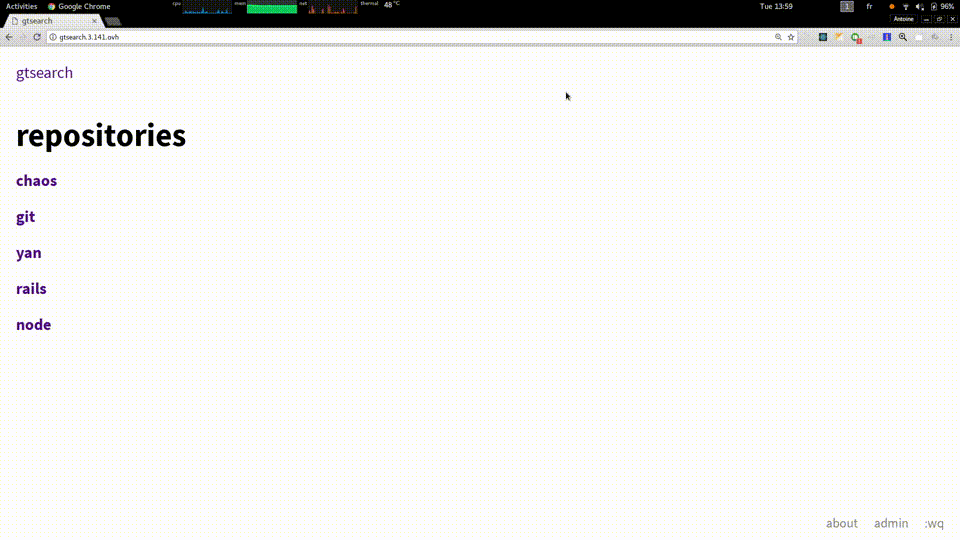 Activities Google Chrome cpu mem net thermal 48 °C Tue 13:59 1 fr 96%
gtsearch Antoine
gtsearch.3.141.ovh
gtsearch
repositories
chaos
git
yan
rails
node
about admin :wq